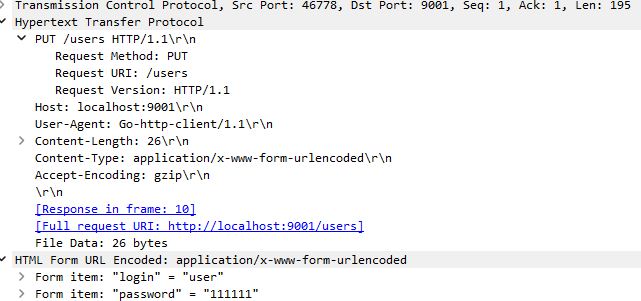 Transmission Control Protocol, Src Port: 46778, Dst Port: 9001, Seq: 1, Ack: 1, Len: 195
Hypertext Transfer Protocol
PUT /users HTTP/1.1\r\n
Request Method: PUT
Request URI: /users
Request Version: HTTP/1.1
Host: localhost:9001\r\n
User-Agent: Go-http-client/1.1\r\n
Content-Length: 26\r\n
Content-Type: application/x-www-form-urlencoded\r\n
Accept-Encoding: gzip\r\n
\r\n
[Response in frame: 10]
[Full request URI: http://localhost:9001/users]
File Data: 26 bytes
HTML Form URL Encoded: application/x-www-form-urlencoded
Form item: "login" = "user"
Form item: "password" = "111111"